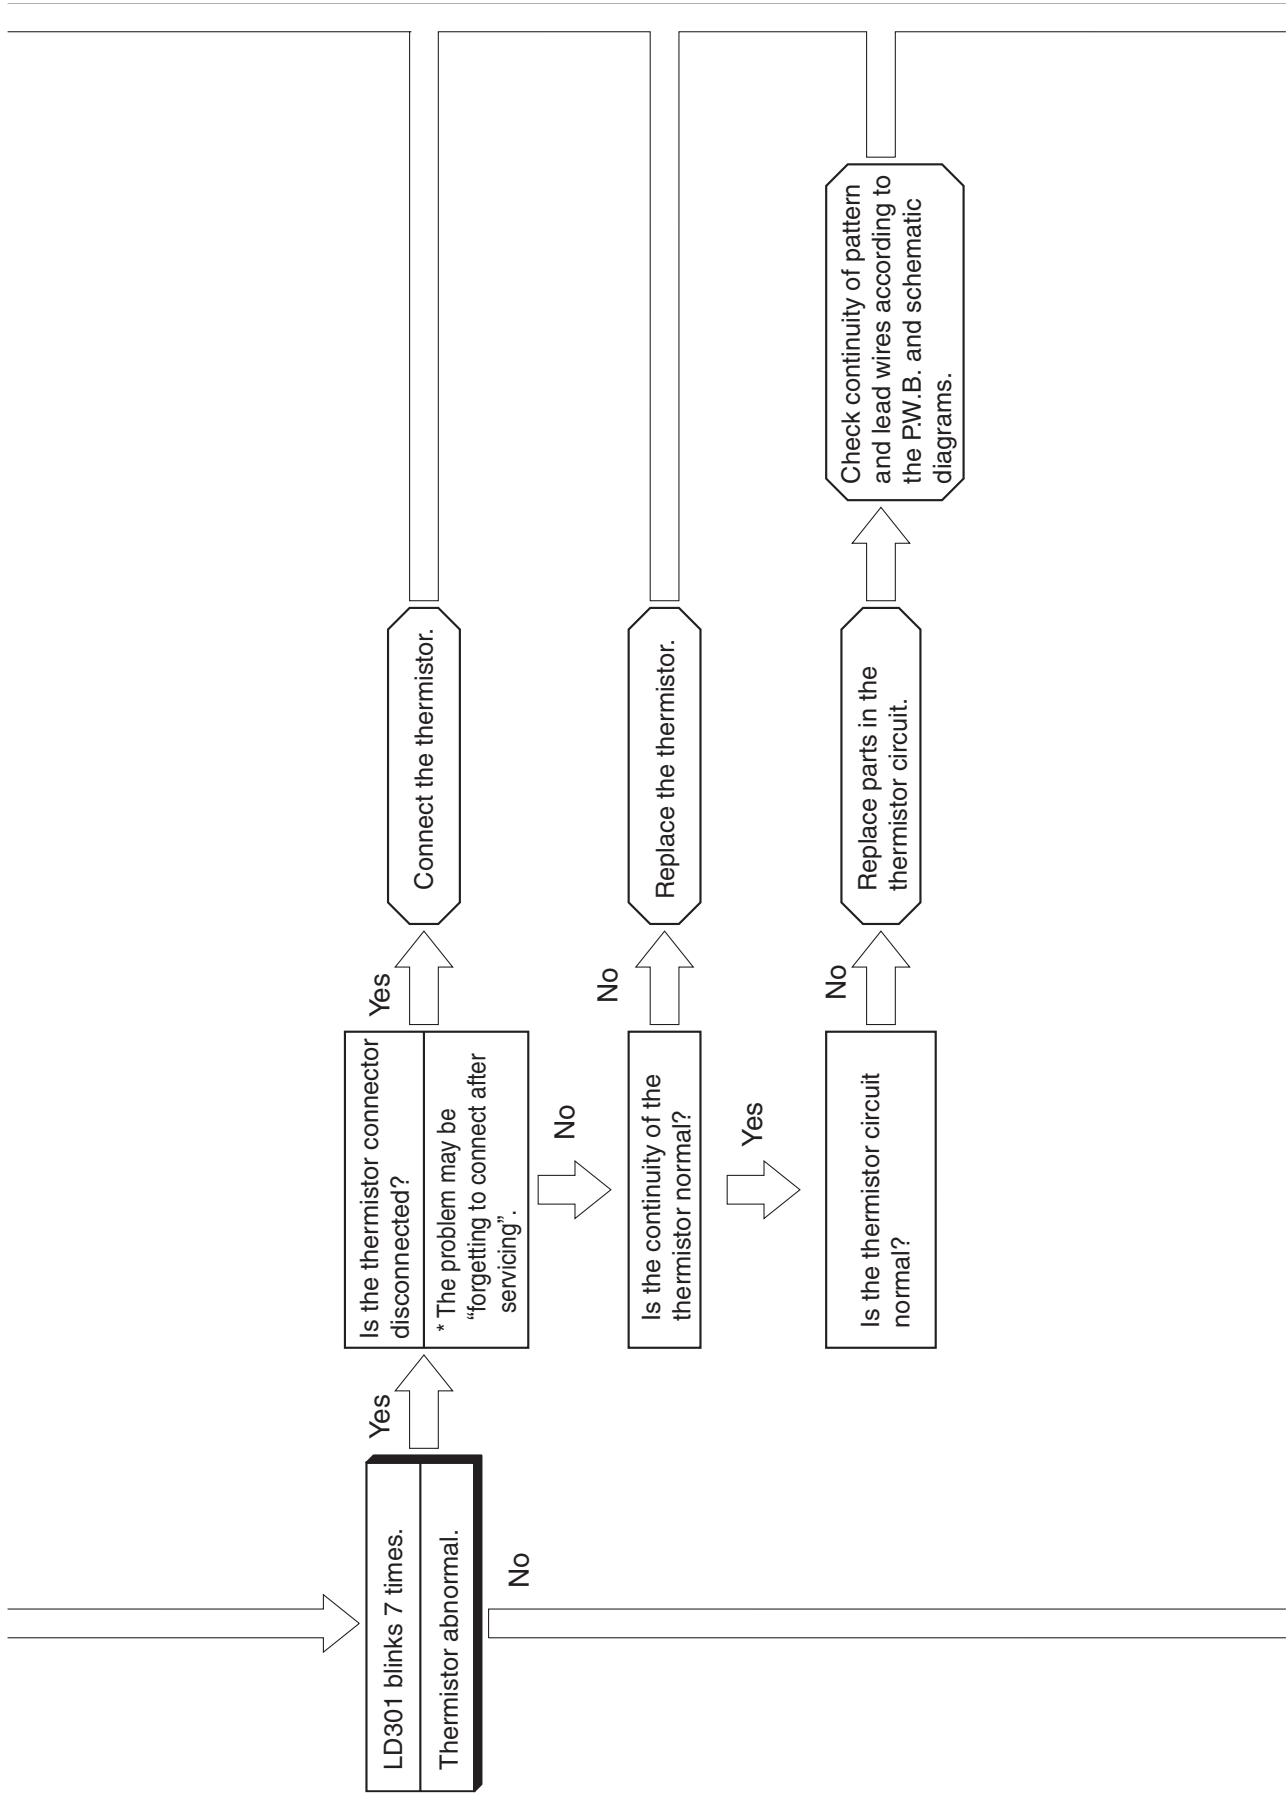 LD301 blinks 7 times.
Thermistor abnormal.
Yes
No
Is the thermistor connector
disconnected?
* The problem may be
“forgetting to connect after
servicing”.
Yes
Connect the thermistor.
No
Is the continuity of the
thermistor normal?
No
Replace the thermistor.
Yes
Is the thermistor circuit
normal?
No
Replace parts in the
thermistor circuit.
Check continuity of pattern
and lead wires according to
the P.W.B. and schematic
diagrams.